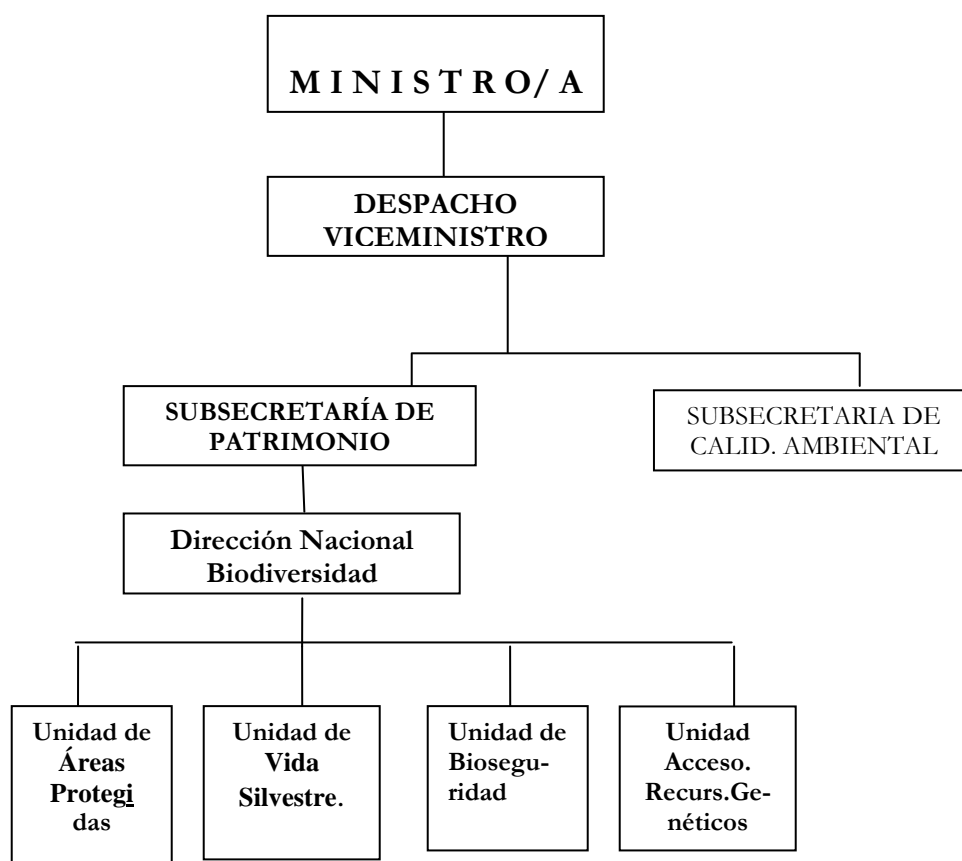 M I N I S T R O/ A
DESPACHO
VICEMINISTRO
SUBSECRETARÍA DE
PATRIMONIO
SUBSECRETARIA DE
CALID. AMBIENTAL
Dirección Nacional
Biodiversidad
Unidad de
Áreas
Protegi
das
Unidad de
Vida
Silvestre.
Unidad de
Biosegu-
ridad
Unidad
Acceso.
Recurs.Ge-
néticos